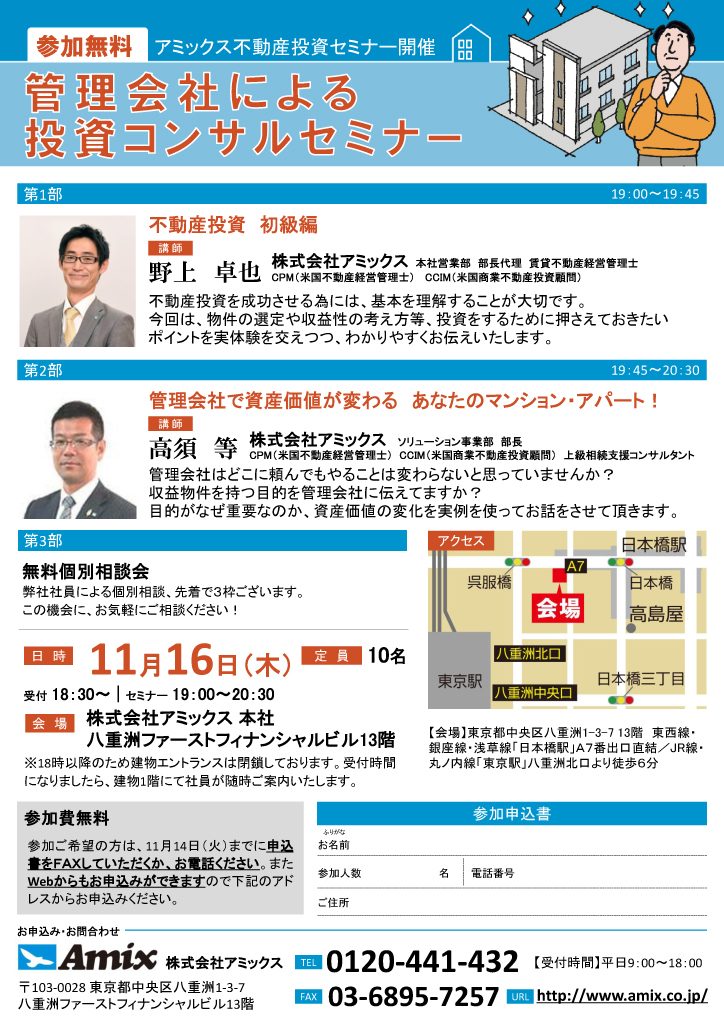 参加無料 アミックス不動産投資セミナー開催
管理会社による
投資コンサルセミナー
第1部 19:00〜19:45
不動産投資 初級編
講師
野上 卓也 株式会社アミックス 本社営業部 部長代理 賃貸不動産経営管理士
CPM(米国不動産経営管理士) CCIM(米国商業不動産投資顧問)
不動産投資を成功させる為には、基本を理解することが大切です。
今回は、物件の選定や収益性の考え方等、投資をするために押さえておきたい
ポイントを実体験を交えつつ、わかりやすくお伝えいたします。
第2部 19:45〜20:30
管理会社で資産価値が変わる あなたのマンション・アパート!
講師
高須 等 株式会社アミックス ソリューション事業部 部長
CPM(米国不動産経営管理士) CCIM(米国商業不動産投資顧問) 上級相続支援コンサルタント
管理会社はどこに頼んでもやることは変わらないと思っていませんか?
収益物件を持つ目的を管理会社に伝えてますか?
目的がなぜ重要なのか、資産価値の変化を実例を使ってお話をさせて頂きます。
第3部
無料個別相談会
弊社社員による個別相談、先着で3枠ございます。
この機会に、お気軽にご相談ください!
日時 11月16日(木) 定員 10名
受付 18:30〜 | セミナー 19:00〜20:30
会場 株式会社アミックス 本社
八重洲ファーストフィナンシャルビル13階
※18時以降のため建物エントランスは閉鎖しております。受付時間
になりましたら、建物1階にて社員が随時ご案内いたします。
アクセス
日本橋駅
A7
呉服橋
日本橋
会場
高島屋
八重洲北口
東京駅
日本橋三丁目
八重洲中央口
【会場】東京都中央区八重洲1-3-7 13階 東西線・
銀座線・浅草線「日本橋駅」A7番出口直結/JR線・
丸ノ内線「東京駅」八重洲北口より徒歩6分
参加費無料
参加ご希望の方は、11月14日(火)までに申込
書をFAXしていただくか、お電話ください。また
Webからもお申込みができますので下記のアド
レスからお申込みください。
参加申込書
ふりがな
お名前
参加人数 名 電話番号
ご住所
お申込み・お問合わせ
Amix 株式会社アミックス
〒103-0028 東京都中央区八重洲1-3-7
八重洲ファーストフィナンシャルビル13階
TEL 0120-441-432 【受付時間】平日9:00〜18:00
FAX 03-6895-7257 URL http://www.amix.co.jp/